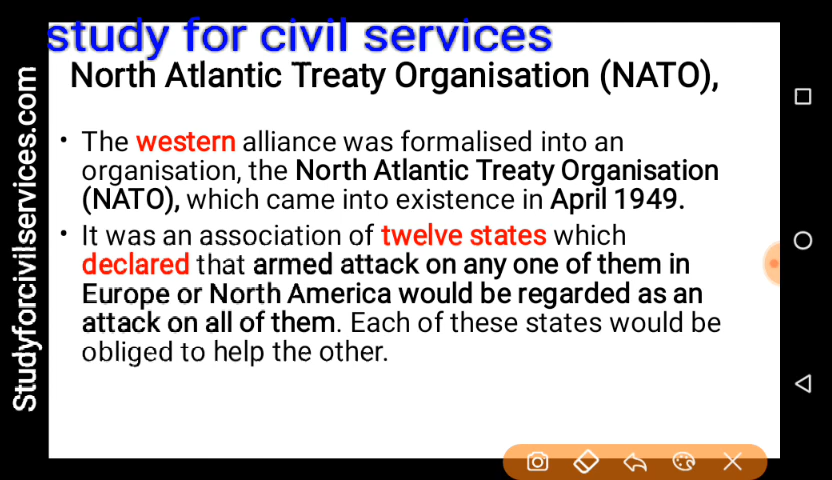 study for civil services
North Atlantic Treaty Organisation (NATO),
• The western alliance was formalised into an
organisation, the North Atlantic Treaty Organisation
(NATO), which came into existence in April 1949.
• It was an association of twelve states which
declared that armed attack on any one of them in
Europe or North America would be regarded as an
attack on all of them. Each of these states would be
obliged to help the other.
Studyforcivilservices.com